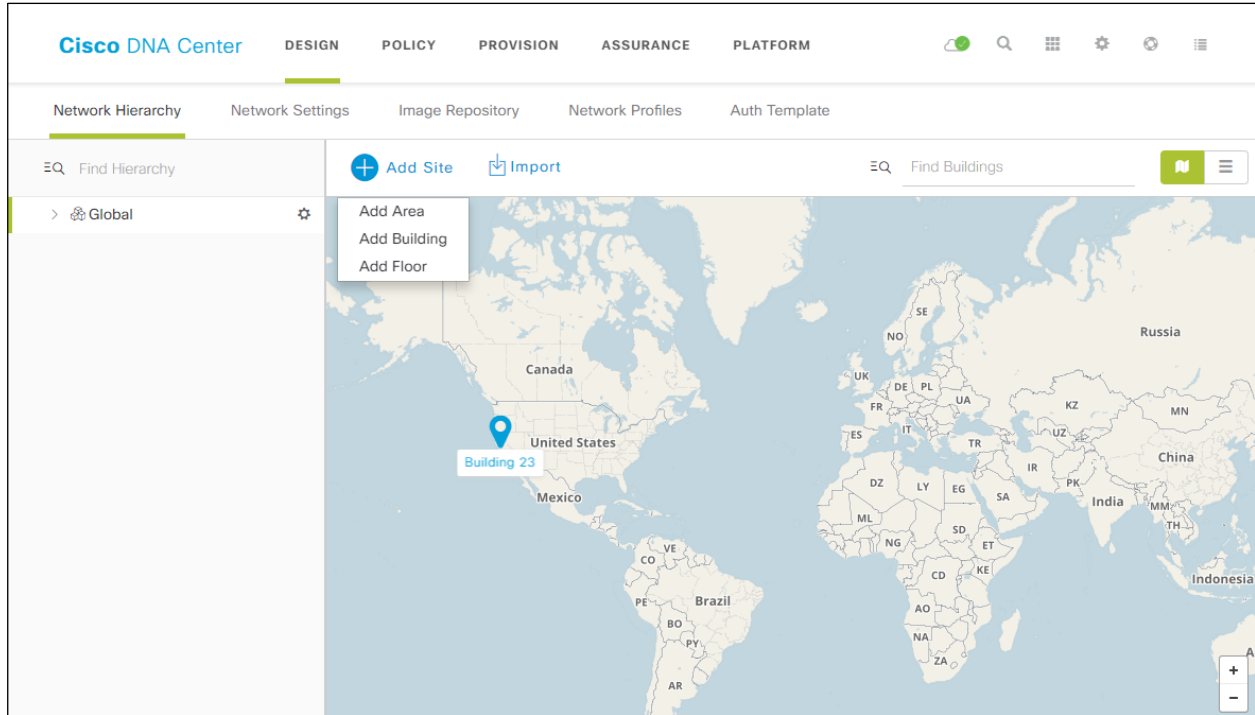 Cisco DNA Center DESIGN POLICY PROVISION ASSURANCE PLATFORM
Network Hierarchy Network Settings Image Repository Network Profiles Auth Template
Find Hierarchy
Add Site Import Find Buildings
Global
Add Area
Add Building
Add Floor
SE
Russia
NO
Canada
UK
DE PL
UA
FR
KZ
MN
IT
ES
UZ
TR
United States
China
Building 23
IR
PK
DZ
LY
EG
SA
India
MM
Mexico
ML
TH
SD
NG
ET
VE
CO
CD
KE
Indonesia
PE
Brazil
AO
BO
NA
PY
ZA
A
+
AR
−